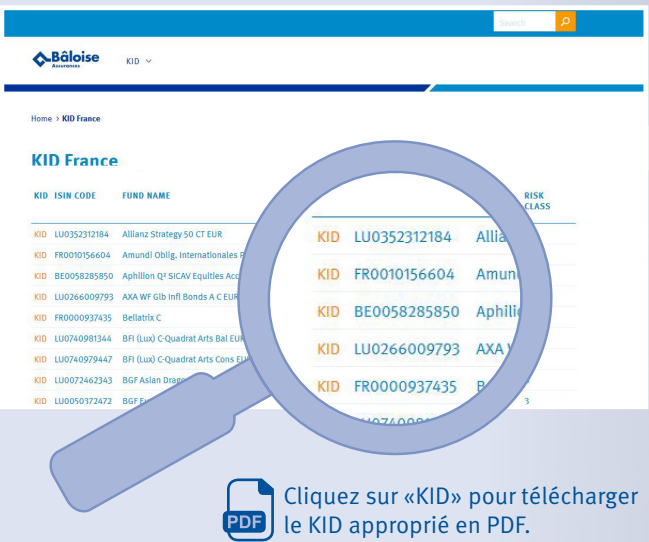 Search
Bâloise
Assurances
KID
Home > KID France
KID France
KID ISIN CODE FUND NAME RISK CLASS
KID LU0352312184 Allianz Strategy 50 CT EUR
KID FR0010156604 Amundi Oblig. Internationales
KID BE0058285850 Aphilion Q² SICAV Equities Acc
KID LU0266009793 AXA WF Glb Infl Bonds A C EUR
KID FR0000937435 Bellatrix C
KID LU0740981344 BFI (Lux) C-Quadrat Arts Bal EUR
KID LU0740979447 BFI (Lux) C-Quadrat Arts Cons EUR
KID LU0072462343 BGF Asian
KID LU0050372472 BGF 3
KID LU0352312184 Allia
KID FR0010156604 Amun
KID BE0058285850 Aphilio
KID LU0266009793 AXA
KID FR0000937435 B
PDF
Cliquez sur «KID» pour télécharger
le KID approprié en PDF.